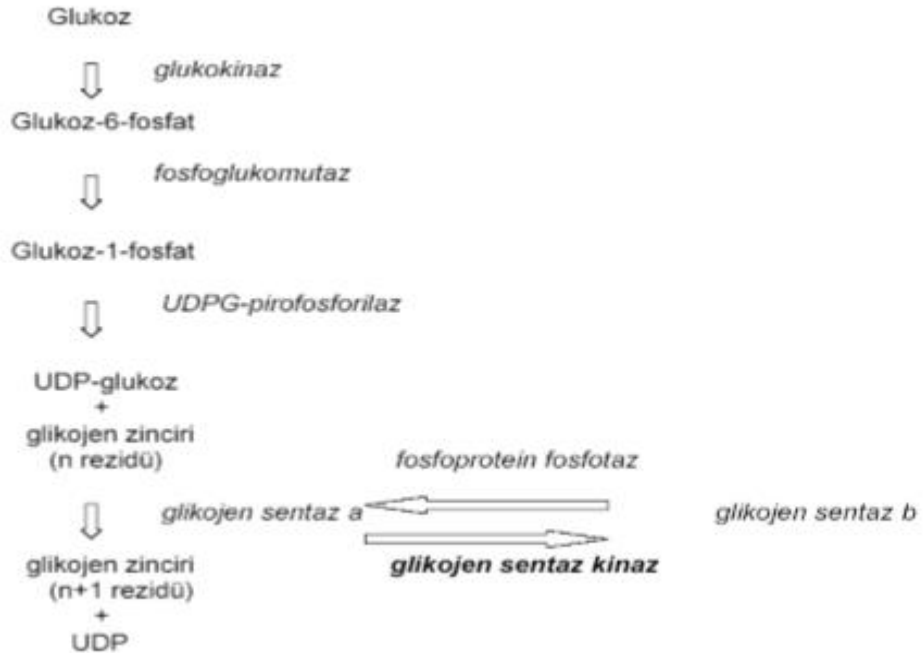 Glukoz
glukokinaz
Glukoz-6-fosfat
fosfoglukomutaz
Glukoz-1-fosfat
UDPG-pirofosforilaz
UDP-glukoz
+
glikojen zinciri
(n rezidü)
fosfoprotein fosfotaz
glikojen sentaz a
glikojen sentaz b
glikojen sentaz kinaz
glikojen zinciri
(n+1 rezidü)
+
UDP